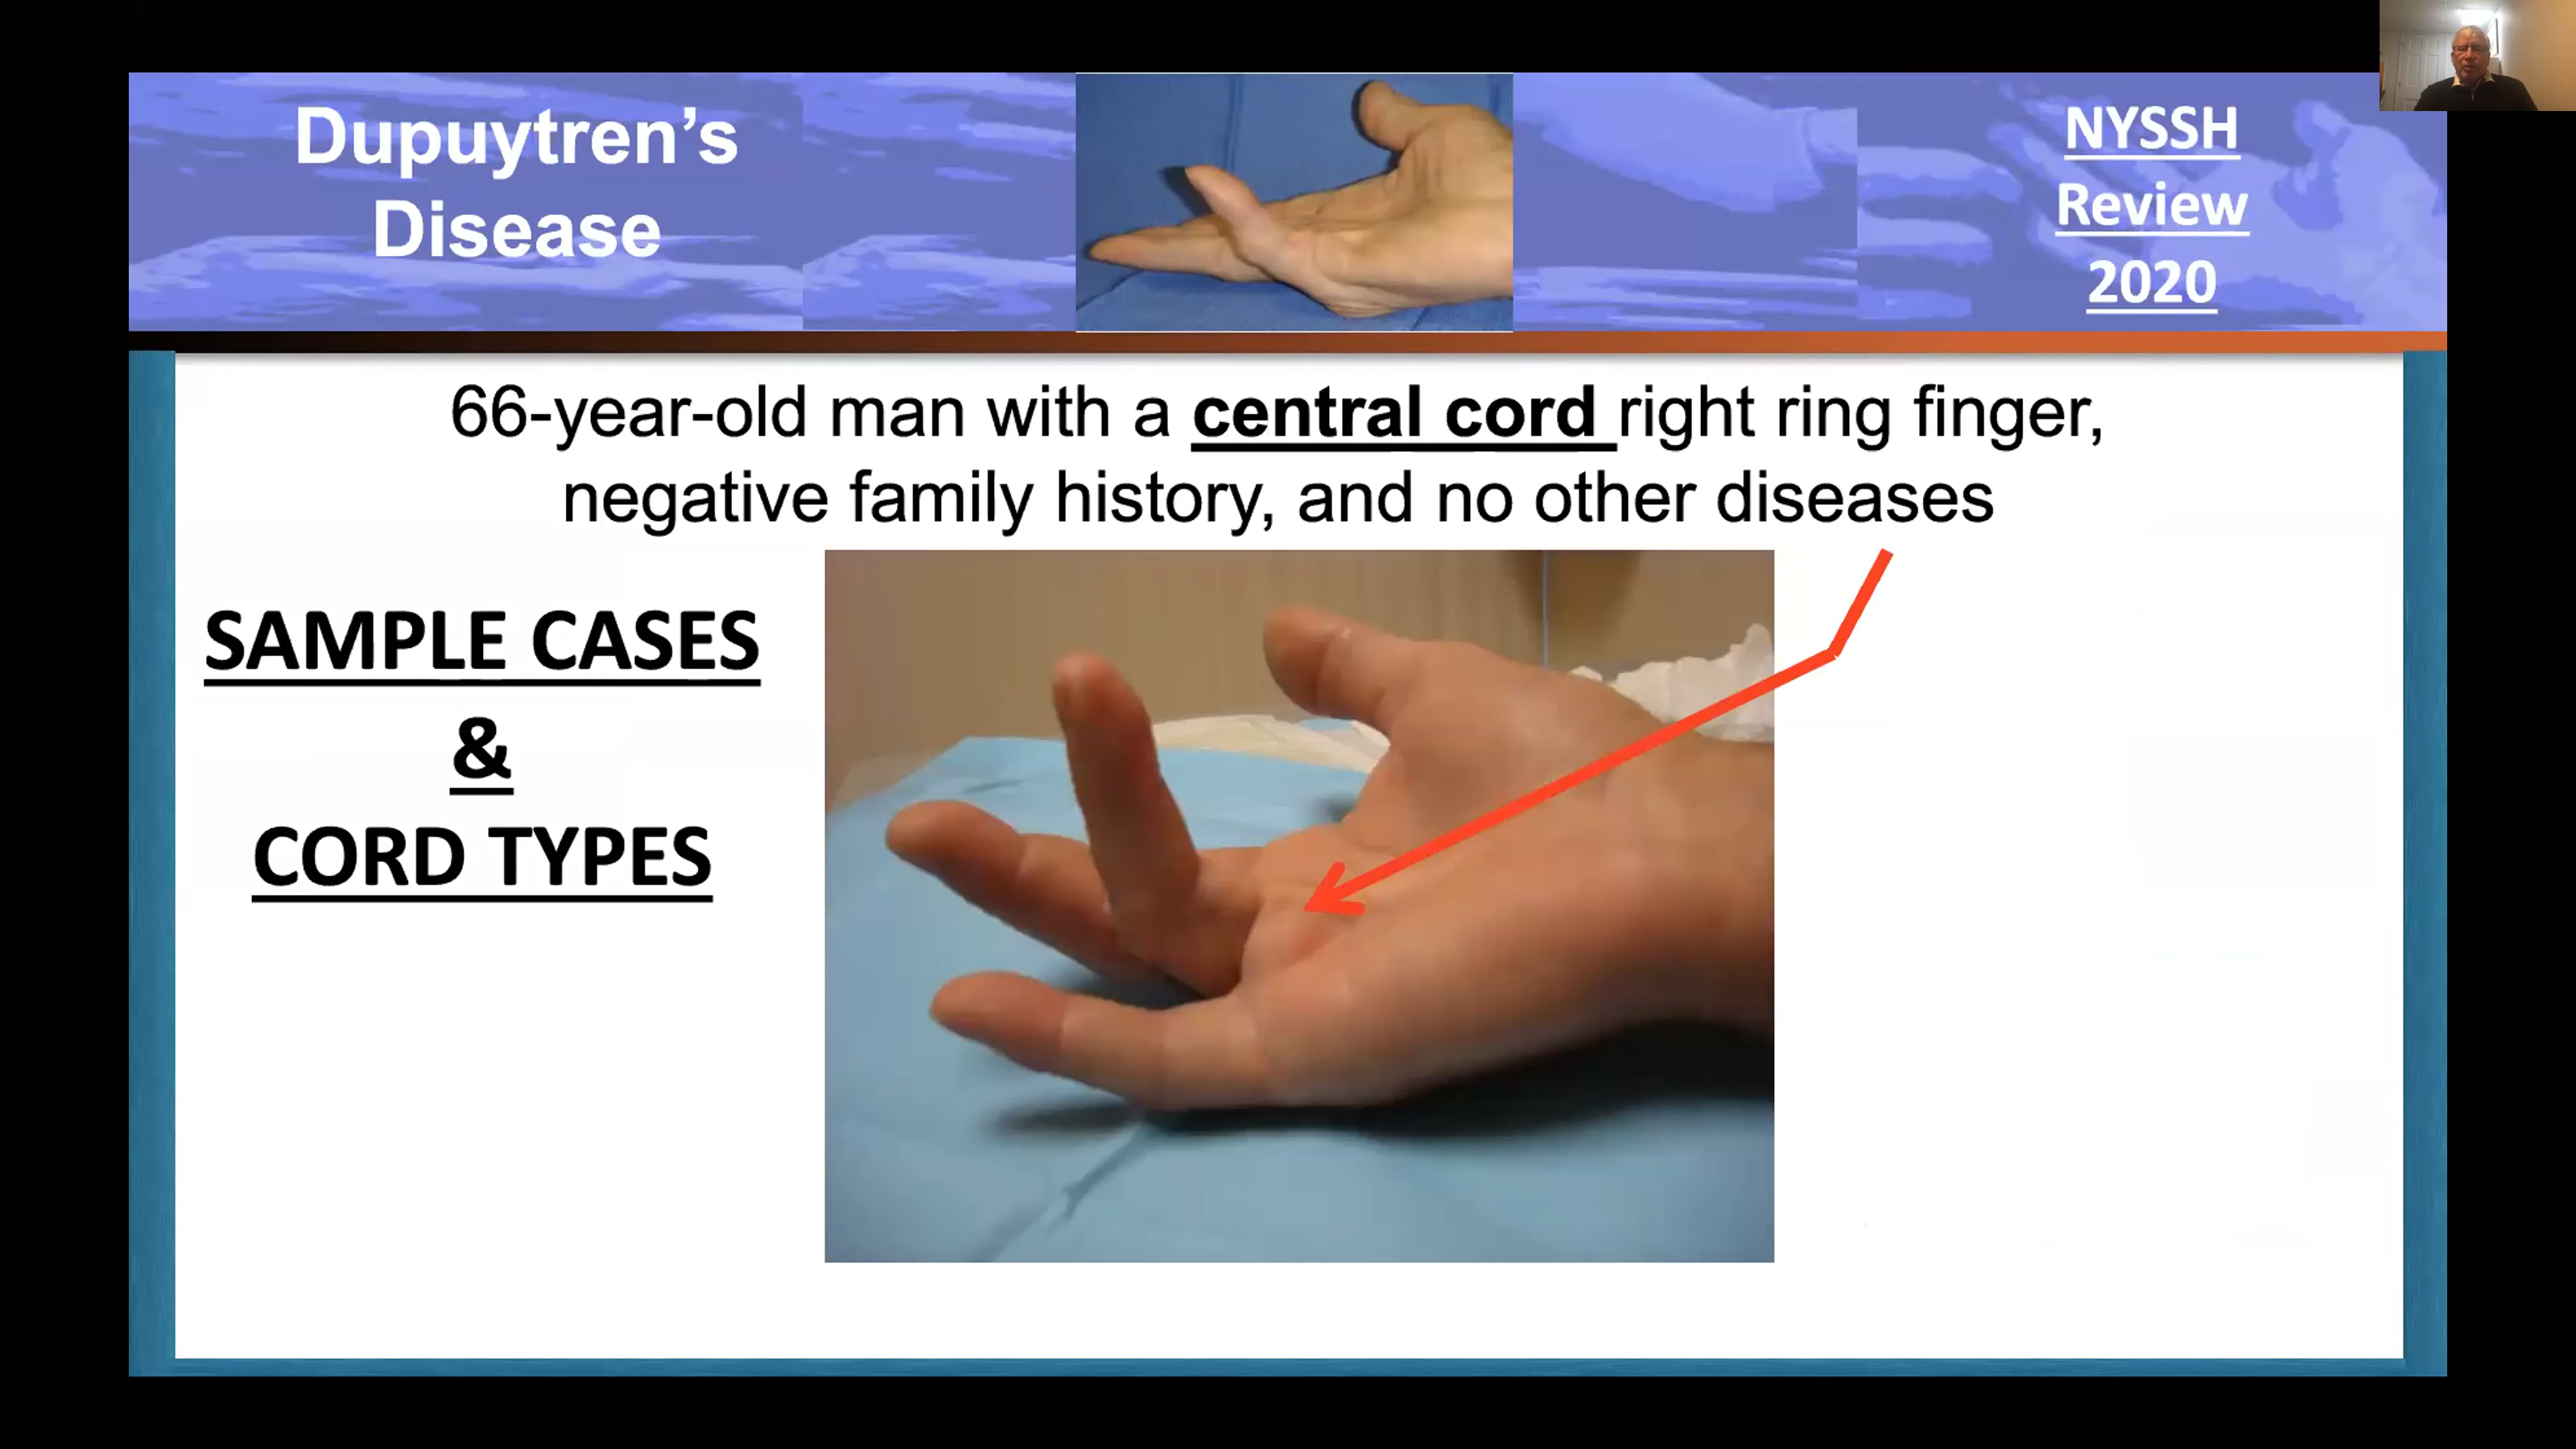 Dupuytren’s
Disease
NYSSH
Review
2020
66-year-old man with a central cord right ring finger,
negative family history, and no other diseases
SAMPLE CASES
&
CORD TYPES